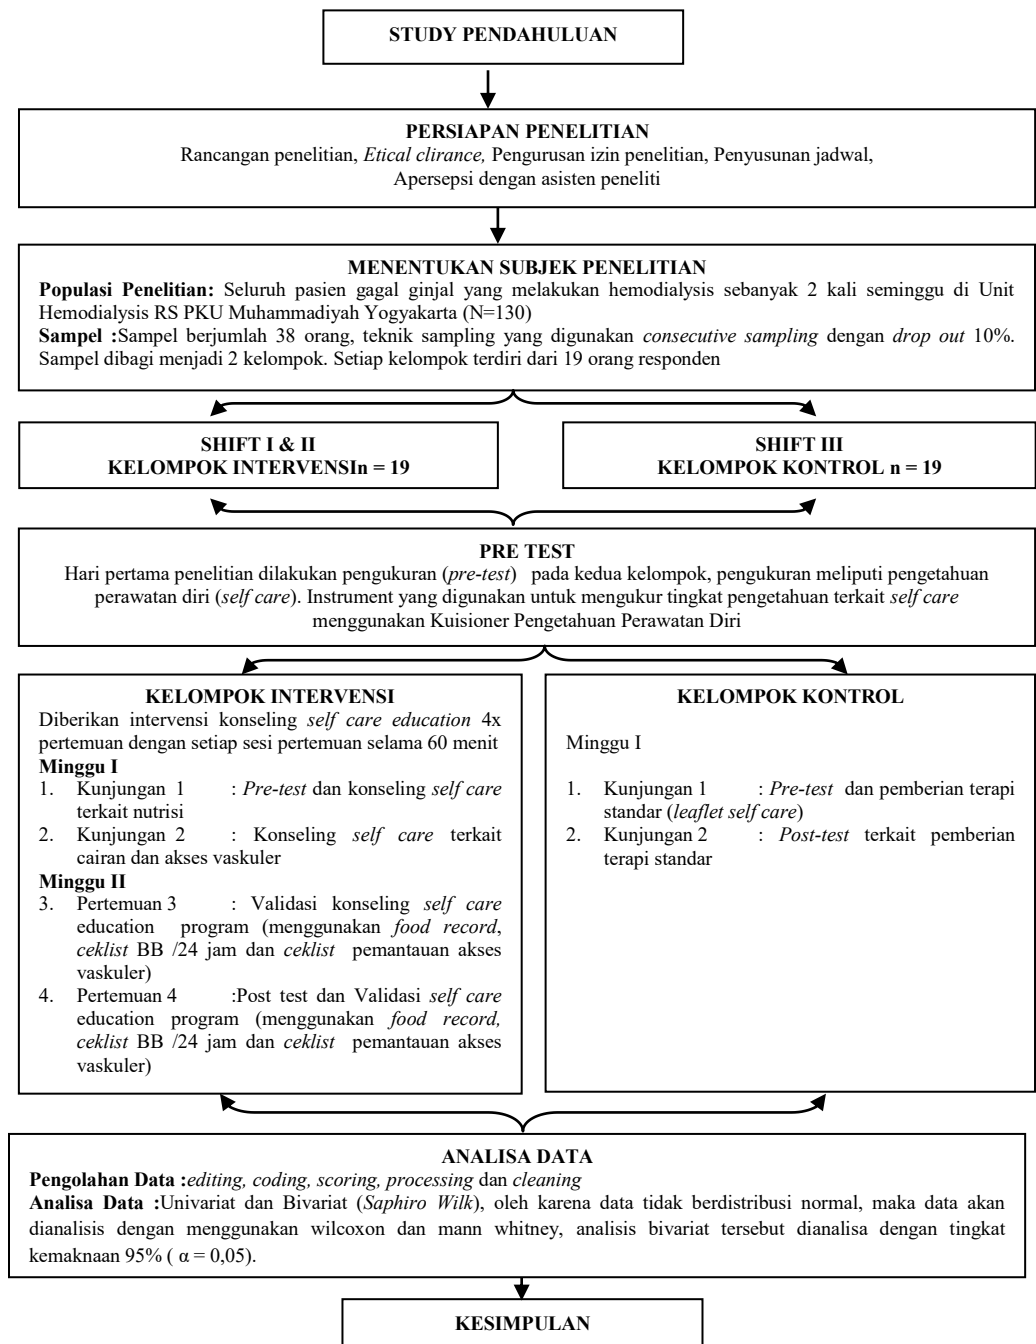 STUDY PENDAHULUAN
PERSIAPAN PENELITIAN
Rancangan penelitian, Etical clirance, Pengurusan izin penelitian, Penyusunan jadwal,
Apersepsi dengan asisten peneliti
MENENTUKAN SUBJEK PENELITIAN
Populasi Penelitian: Seluruh pasien gagal ginjal yang melakukan hemodialysis sebanyak 2 kali seminggu di Unit
Hemodialysis RS PKU Muhammadiyah Yogyakarta (N=130)
Sampel :Sampel berjumlah 38 orang, teknik sampling yang digunakan consecutive sampling dengan drop out 10%.
Sampel dibagi menjadi 2 kelompok. Setiap kelompok terdiri dari 19 orang responden
SHIFT I & II
KELOMPOK INTERVENSIn = 19
SHIFT III
KELOMPOK KONTROL n = 19
PRE TEST
Hari pertama penelitian dilakukan pengukuran (pre-test) pada kedua kelompok, pengukuran meliputi pengetahuan
perawatan diri (self care). Instrument yang digunakan untuk mengukur tingkat pengetahuan terkait self care
menggunakan Kuisioner Pengetahuan Perawatan Diri
KELOMPOK INTERVENSI
Diberikan intervensi konseling self care education 4x
pertemuan dengan setiap sesi pertemuan selama 60 menit
Minggu I
1. Kunjungan 1 : Pre-test dan konseling self care
terkait nutrisi
2. Kunjungan 2 : Konseling self care terkait
cairan dan akses vaskuler
Minggu II
3. Pertemuan 3 : Validasi konseling self care
education program (menggunakan food record,
ceklist BB /24 jam dan ceklist pemantauan akses
vaskuler)
4. Pertemuan 4 :Post test dan Validasi self care
education program (menggunakan food record,
ceklist BB /24 jam dan ceklist pemantauan akses
vaskuler)
KELOMPOK KONTROL
Minggu I
1. Kunjungan 1 : Pre-test dan pemberian terapi
standar (leaflet self care)
2. Kunjungan 2 : Post-test terkait pemberian
terapi standar
ANALISA DATA
Pengolahan Data :editing, coding, scoring, processing dan cleaning
Analisa Data :Univariat dan Bivariat (Saphiro Wilk), oleh karena data tidak berdistribusi normal, maka data akan
dianalisis dengan menggunakan wilcoxon dan mann whitney, analisis bivariat tersebut dianalisa dengan tingkat
kemaknaan 95% ( α = 0,05).
KESIMPULAN